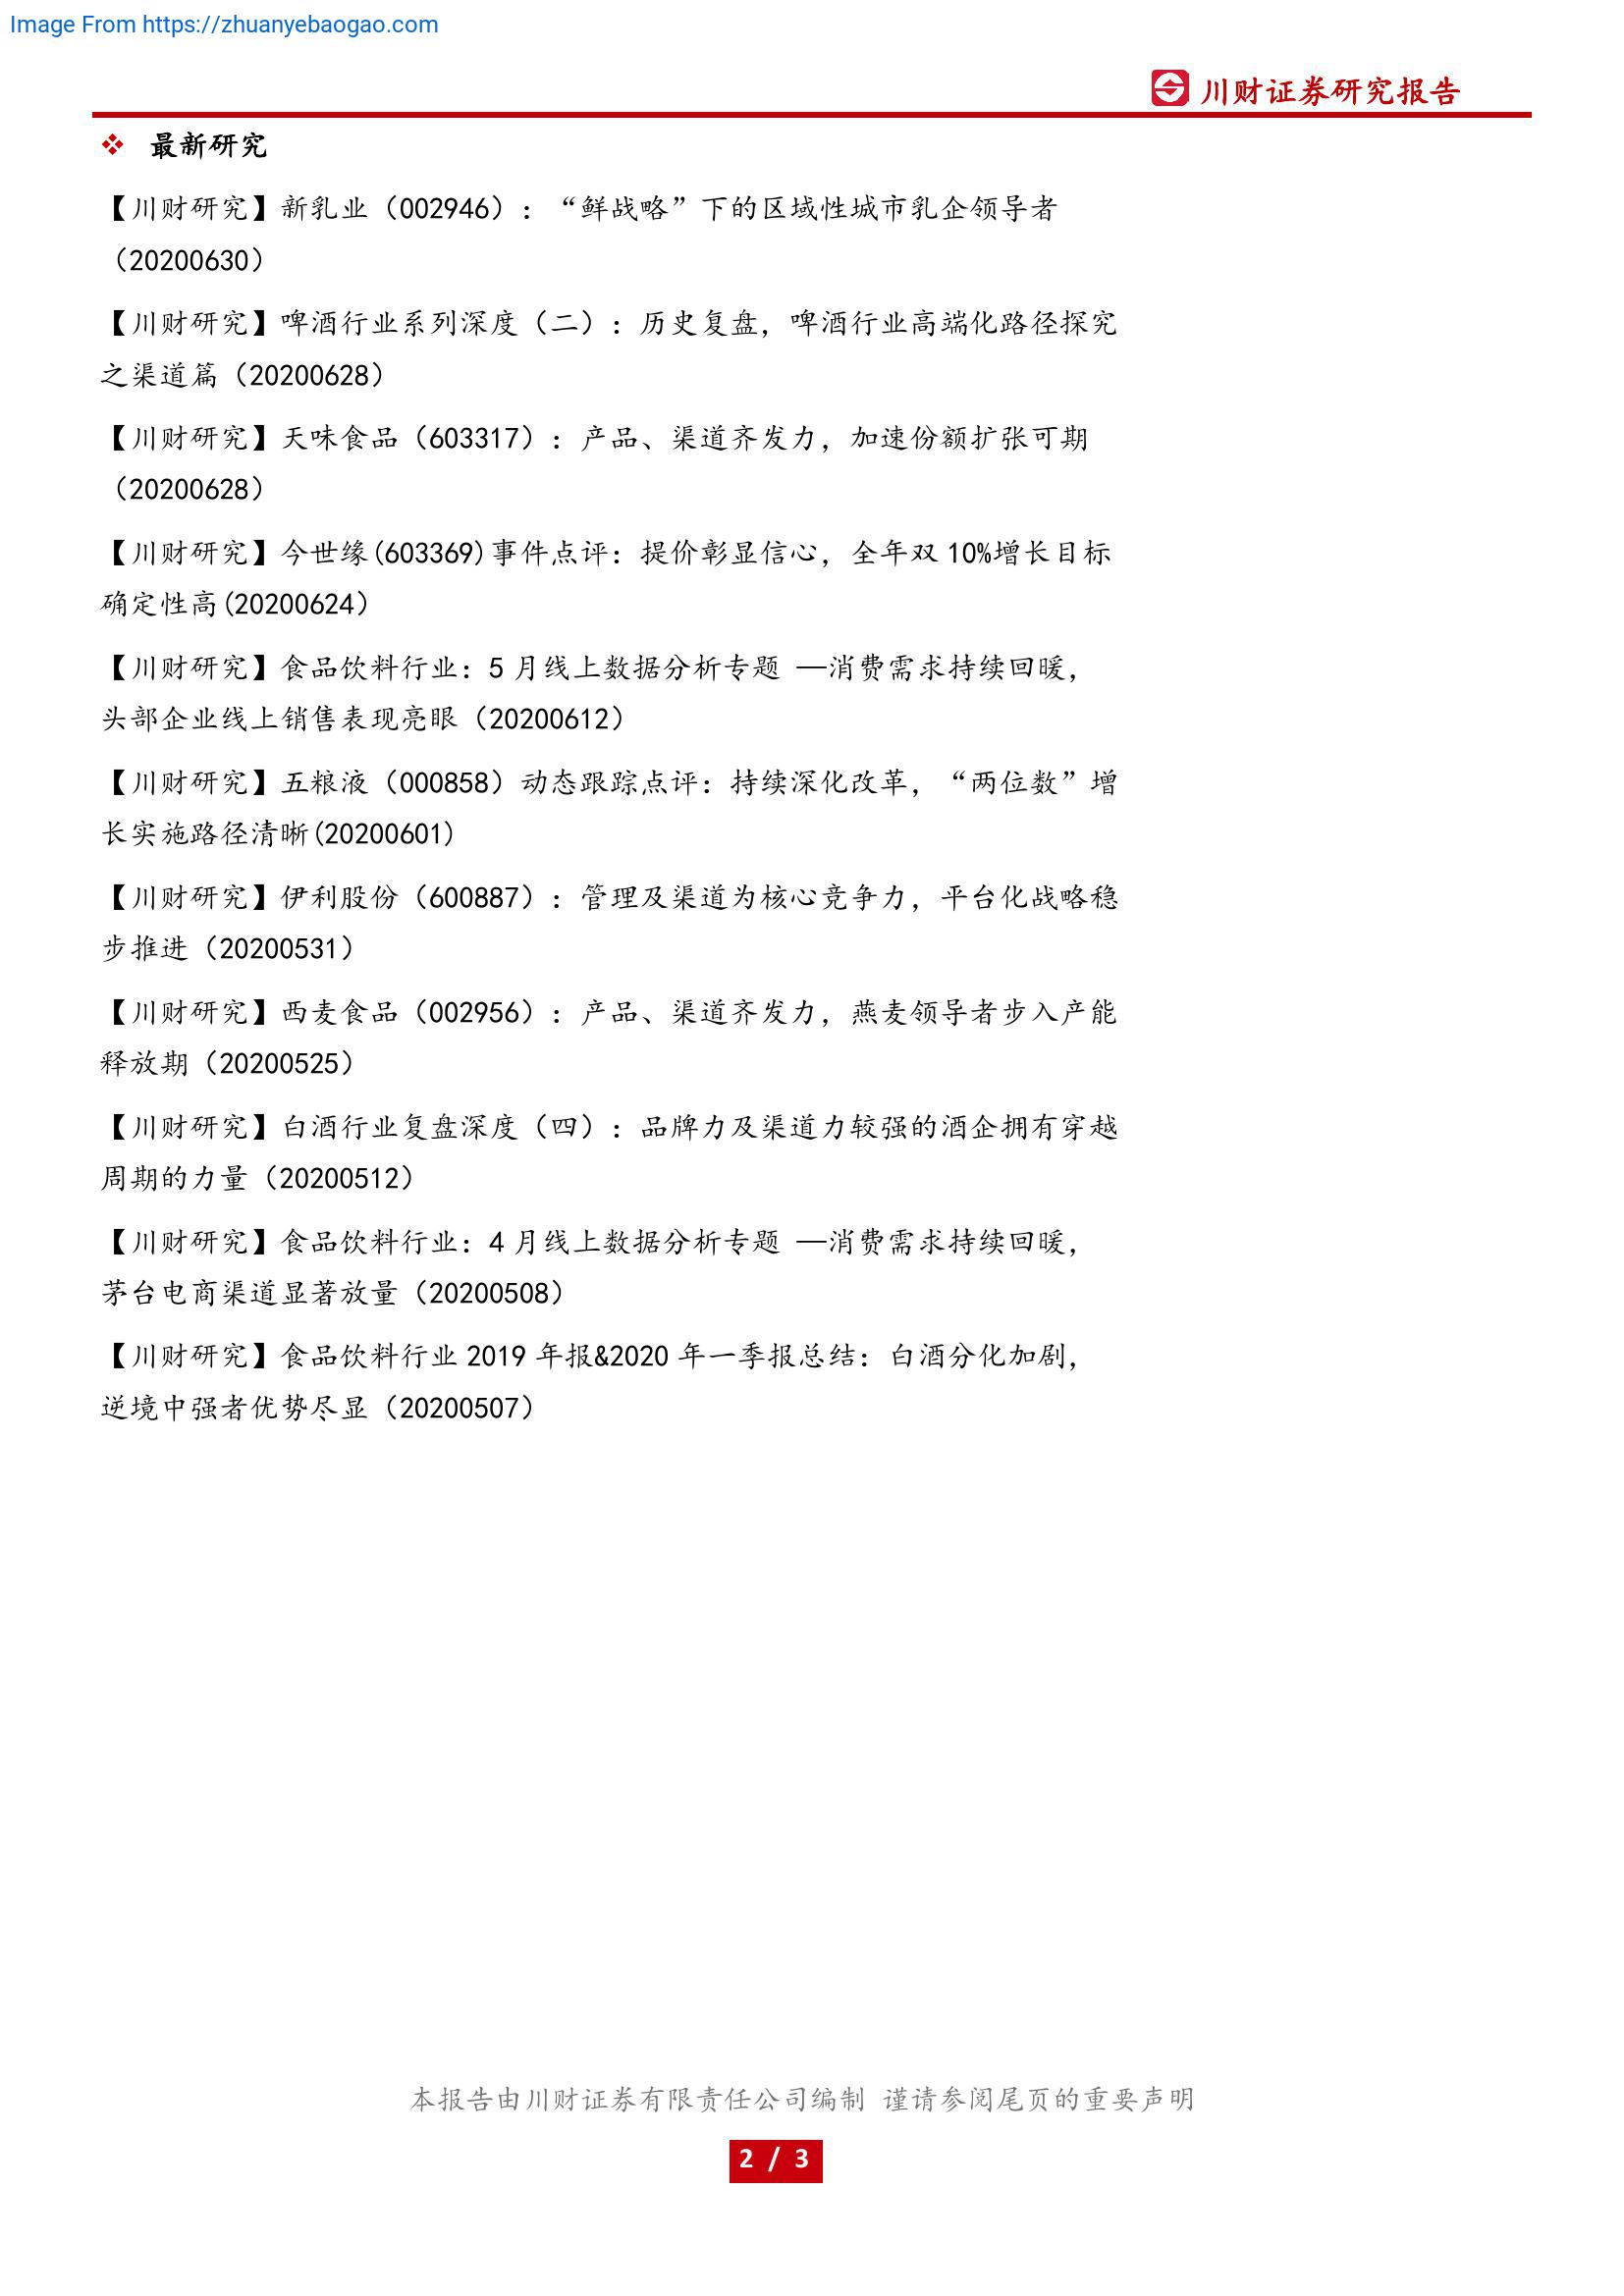 Image From https://zhuanyebaogao.com
川财证券研究报告
❖ 最新研究
【川财研究】新乳业（002946）：“鲜战略”下的区域性城市乳企领导者
（20200630）
【川财研究】啤酒行业系列深度（二）：历史复盘，啤酒行业高端化路径探究
之渠道篇（20200628）
【川财研究】天味食品（603317）：产品、渠道齐发力，加速份额扩张可期
（20200628）
【川财研究】今世缘(603369)事件点评：提价彰显信心，全年双 10%增长目标
确定性高(20200624）
【川财研究】食品饮料行业：5 月线上数据分析专题 —消费需求持续回暖，
头部企业线上销售表现亮眼（20200612）
【川财研究】五粮液（000858）动态跟踪点评：持续深化改革，“两位数”增
长实施路径清晰(20200601)
【川财研究】伊利股份（600887）：管理及渠道为核心竞争力，平台化战略稳
步推进（20200531）
【川财研究】西麦食品（002956）：产品、渠道齐发力，燕麦领导者步入产能
释放期（20200525）
【川财研究】白酒行业复盘深度（四）：品牌力及渠道力较强的酒企拥有穿越
周期的力量（20200512）
【川财研究】食品饮料行业：4 月线上数据分析专题 —消费需求持续回暖，
茅台电商渠道显著放量（20200508）
【川财研究】食品饮料行业 2019 年报&2020 年一季报总结：白酒分化加剧，
逆境中强者优势尽显（20200507）
本报告由川财证券有限责任公司编制 谨请参阅尾页的重要声明
2 / 3